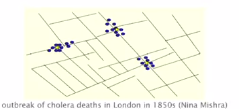 outbreak of cholera deaths in London in 1850s (Nina Mishra)